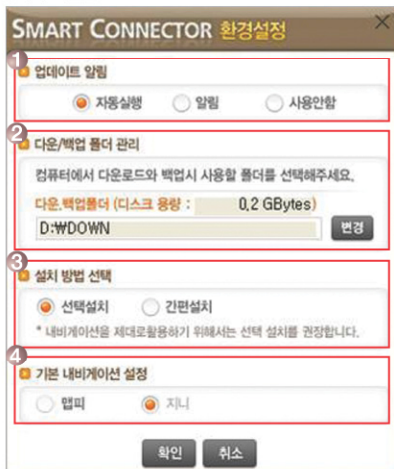 SMART CONNECTOR 환경설정
1 업데이트 알림
자동실행 알림 사용안함
2 다운/백업 폴더 관리
컴퓨터에서 다운로드와 백업시 사용할 폴더를 선택해주세요.
다운.백업폴더 (디스크 용량 : 0,2 GBytes)
D:₩DOWN 변경
3 설치 방법 선택
선택설치 간편설치
* 내비게이션을 제대로활용하기 위해서는 선택 설치를 권장합니다.
4 기본 내비게이션 설정
맵피 지니
확인 취소